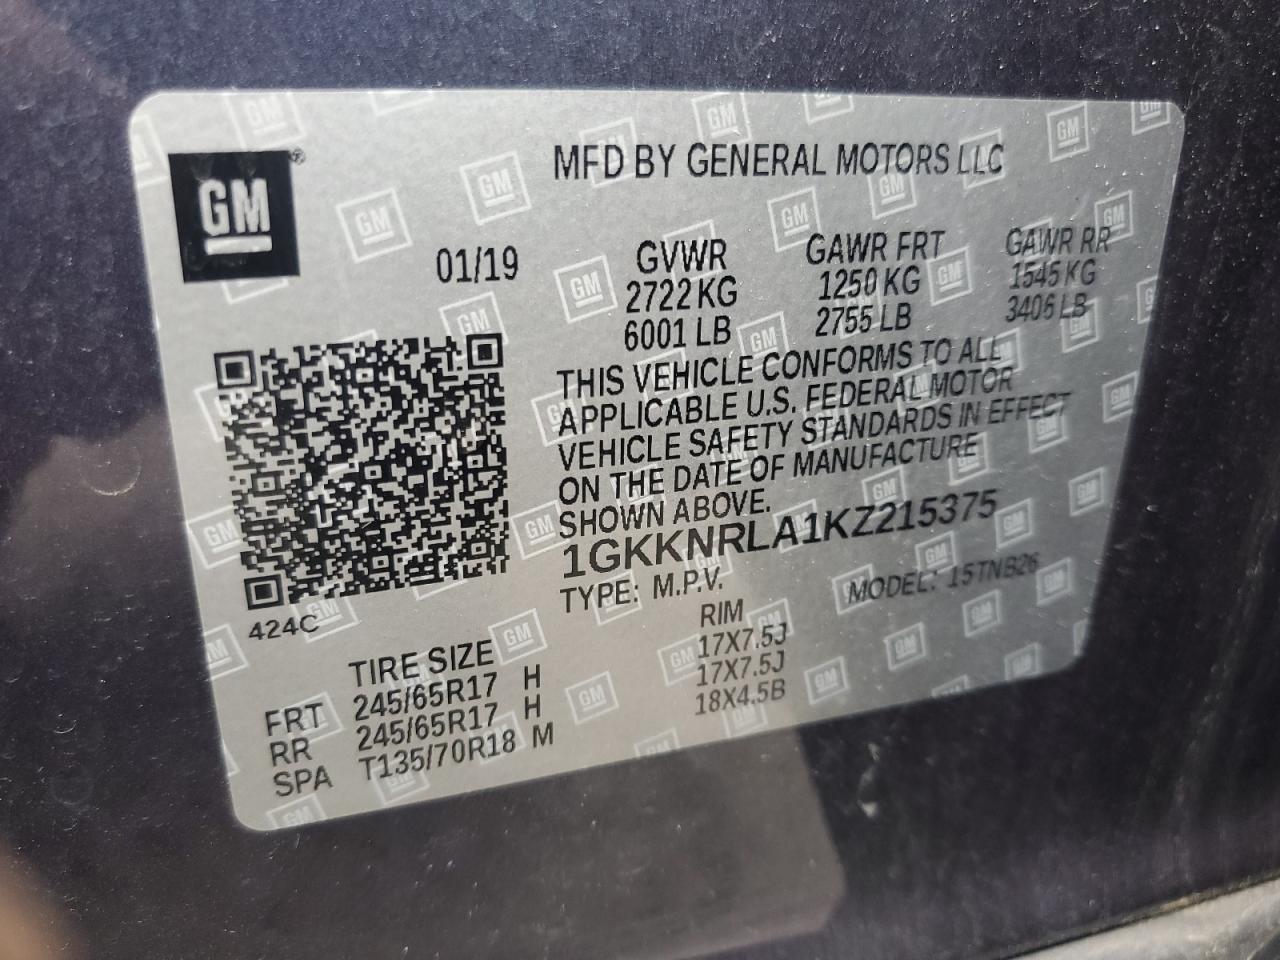 GM®
MFD BY GENERAL MOTORS LLC
01/19
GVWR GAWR FRT GAWR RR
2722 KG 1250 KG 1545 KG
6001 LB 2755 LB 3406 LB
THIS VEHICLE CONFORMS TO ALL
APPLICABLE U.S. FEDERAL MOTOR
VEHICLE SAFETY STANDARDS IN EFFECT
ON THE DATE OF MANUFACTURE
SHOWN ABOVE.
1GKKNRLA1KZ215375
TYPE: M.P.V. MODEL: 15TNB26
424C
TIRE SIZE RIM
FRT 245/65R17 H 17X7.5J
RR 245/65R17 H 17X7.5J
SPA T135/70R18 M 18X4.5B